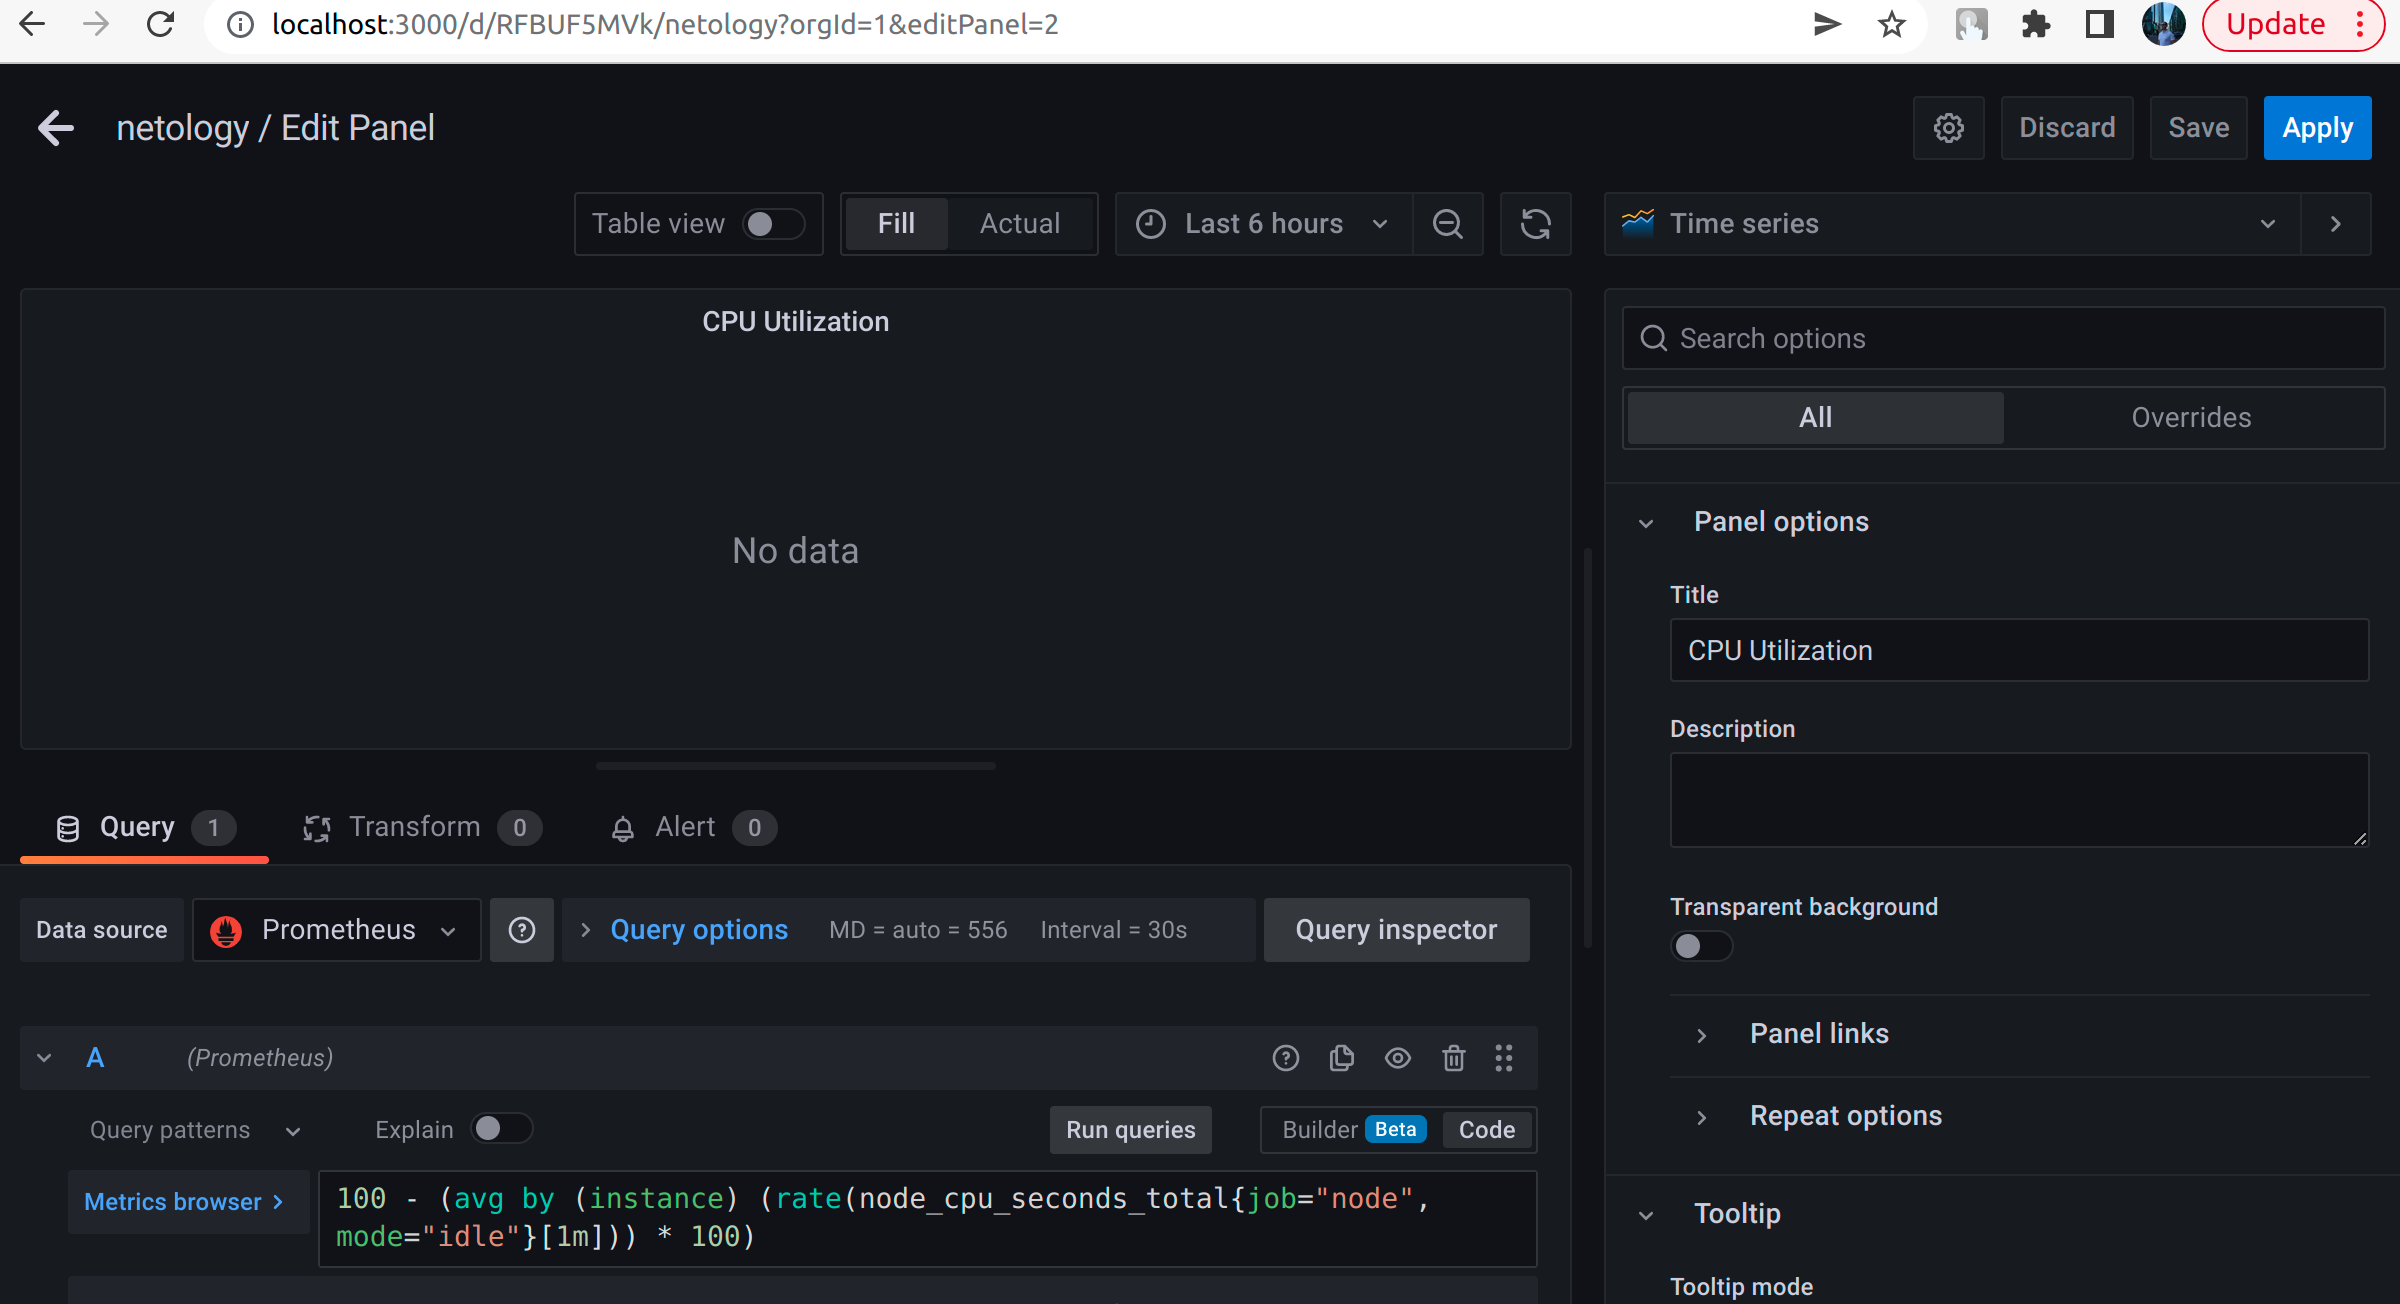 localhost:3000/d/RFBUF5MVk/netology?orgId=1&editPanel=2
Update
netology / Edit Panel
Discard
Save
Apply
Table view
Fill
Actual
Last 6 hours
Time series
CPU Utilization
No data
Search options
All
Overrides
Panel options
Title
CPU Utilization
Description
Transparent background
Panel links
Repeat options
Tooltip
Tooltip mode
Query 1
Transform 0
Alert 0
Data source
Prometheus
Query options
MD = auto = 556
Interval = 30s
Query inspector
A
(Prometheus)
Query patterns
Explain
Run queries
Builder Beta
Code
Metrics browser >
100 - (avg by (instance) (rate(node_cpu_seconds_total{job="node",
mode="idle"}[1m])) * 100)